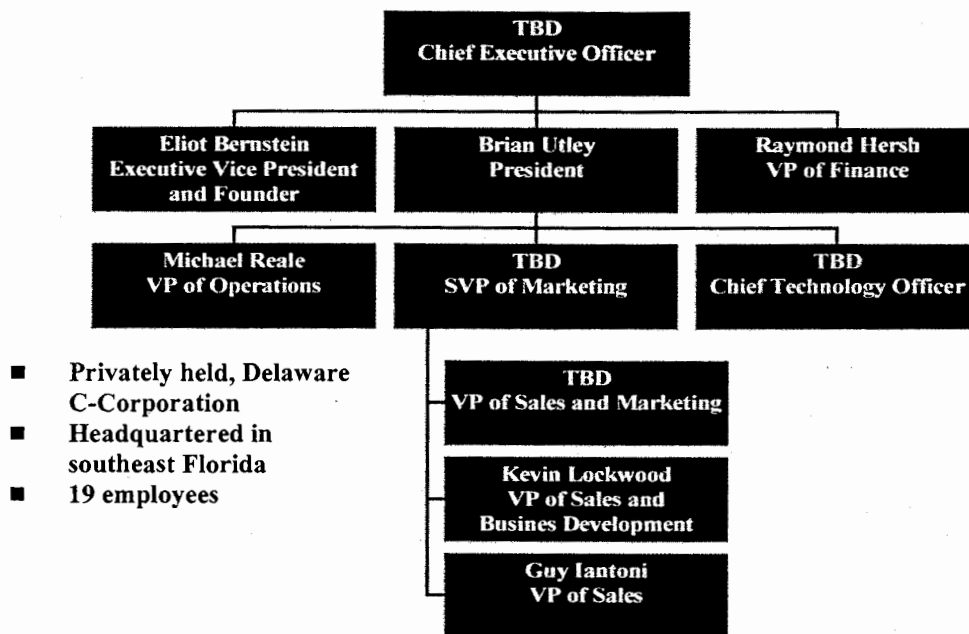 TBD
Chief Executive Officer
Eliot Bernstein
Executive Vice President
and Founder
Brian Utley
President
Raymond Hersh
VP of Finance
Michael Reale
VP of Operations
TBD
SVP of Marketing
TBD
Chief Technology Officer
■ Privately held, Delaware
C-Corporation
■ Headquartered in
southeast Florida
■ 19 employees
TBD
VP of Sales and Marketing
Kevin Lockwood
VP of Sales and
Busines Development
Guy Iantoni
VP of Sales